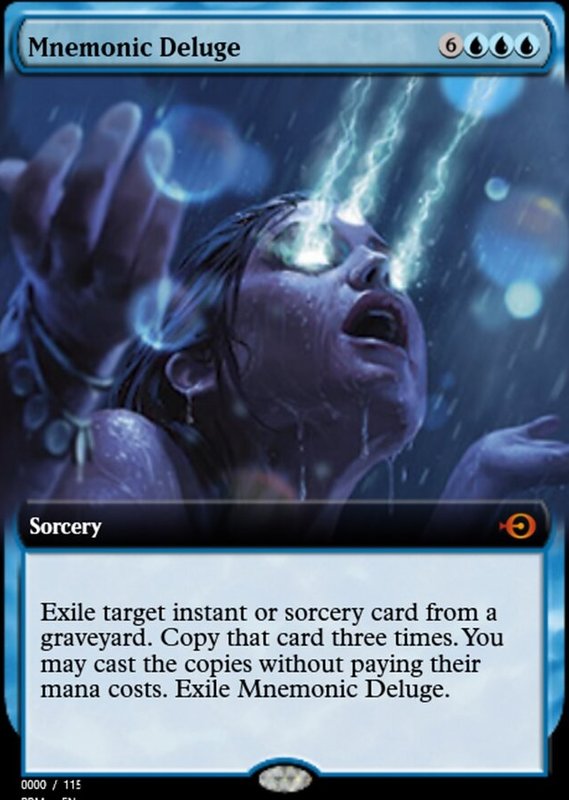 Mnemonic Deluge 6
Sorcery
Exile target instant or sorcery card from a
graveyard. Copy that card three times. You
may cast the copies without paying their
mana costs. Exile Mnemonic Deluge.
0000 / 115